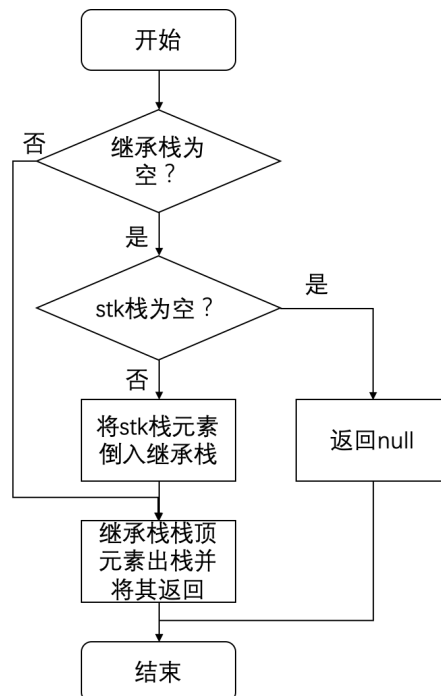 开始
继承栈为
空？
否
是
stk栈为空？
是
否
将stk栈元素
倒入继承栈
返回null
继承栈栈顶
元素出栈并
将其返回
结束